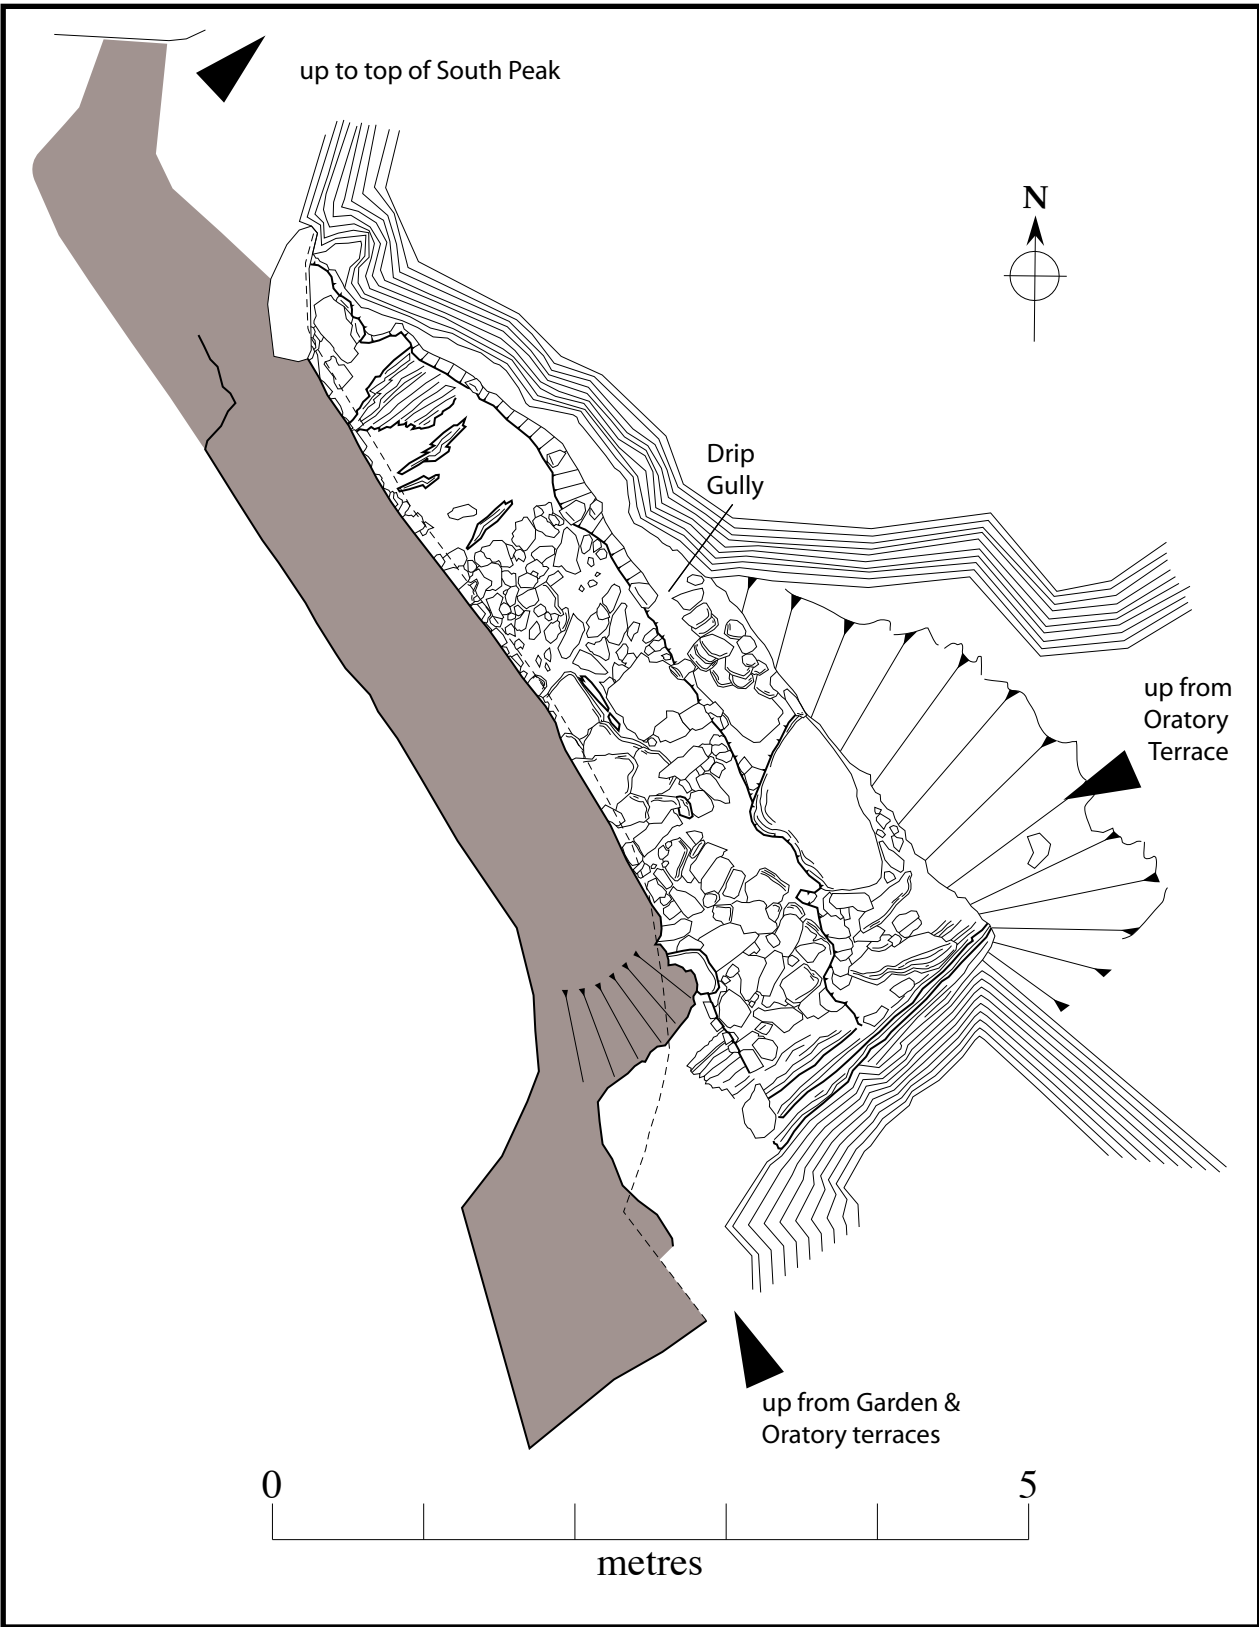 up to top of South Peak
N
Drip
Gully
up from
Oratory
Terrace
up from Garden &
Oratory terraces
0 5
metres